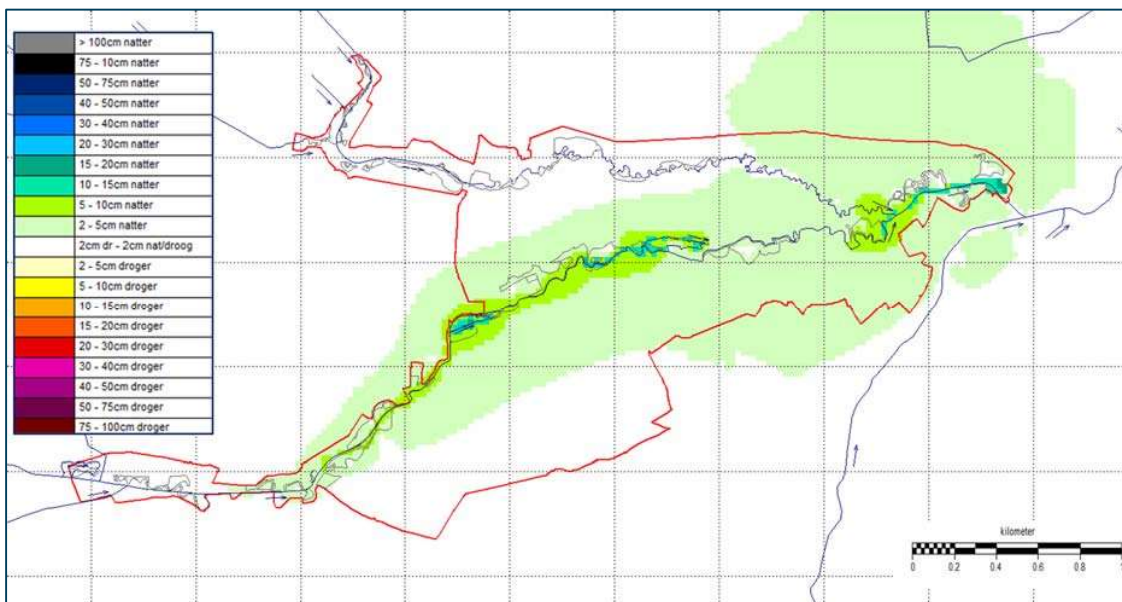 > 100cm natter
75 - 10cm natter
50 - 75cm natter
40 - 50cm natter
30 - 40cm natter
20 - 30cm natter
15 - 20cm natter
10 - 15cm natter
5 - 10cm natter
2 - 5cm natter
2cm dr - 2cm nat/droog
2 - 5cm droger
5 - 10cm droger
10 - 15cm droger
15 - 20cm droger
20 - 30cm droger
30 - 40cm droger
40 - 50cm droger
50 - 75cm droger
75 - 100cm droger
kilometer
0 0.2 0.4 0.6 0.8 1